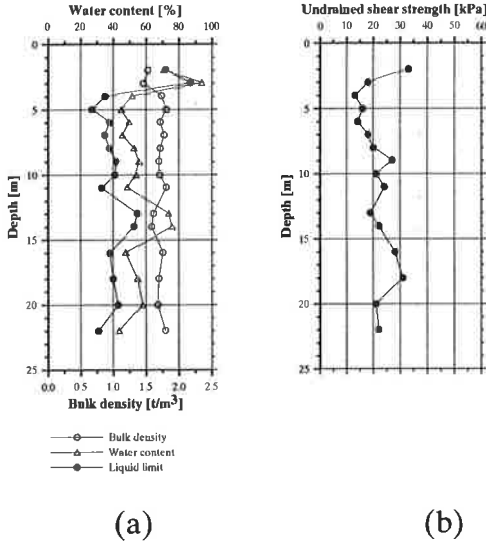 Water content [%]
0 20 40 60 80 100
Depth [m]
0
5
10
15
20
25
0.0 0.5 1.0 1.5 2.0 2.5
Bulk density [t/m³]
Bulk density
Water content
Liquid limit
(a)
Undrained shear strength [kPa]
0 10 20 30 40 50 60
Depth [m]
0
5
10
15
20
25
(b)